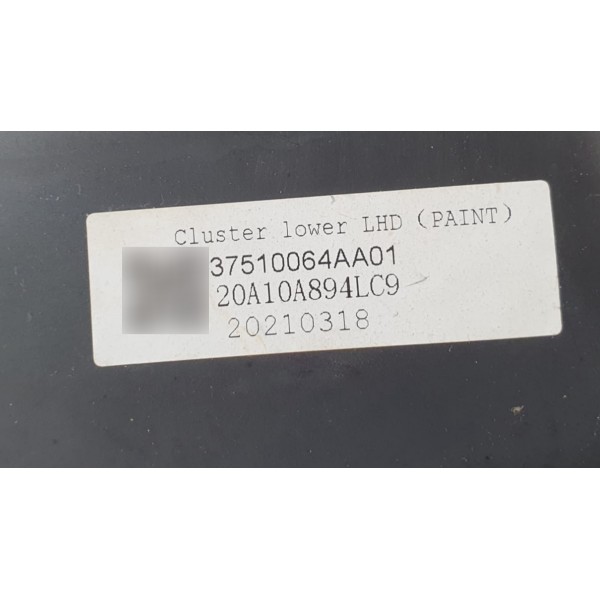 Cluster lower LHD (PAINT)
37510064AA01
20A10A894LC9
20210318